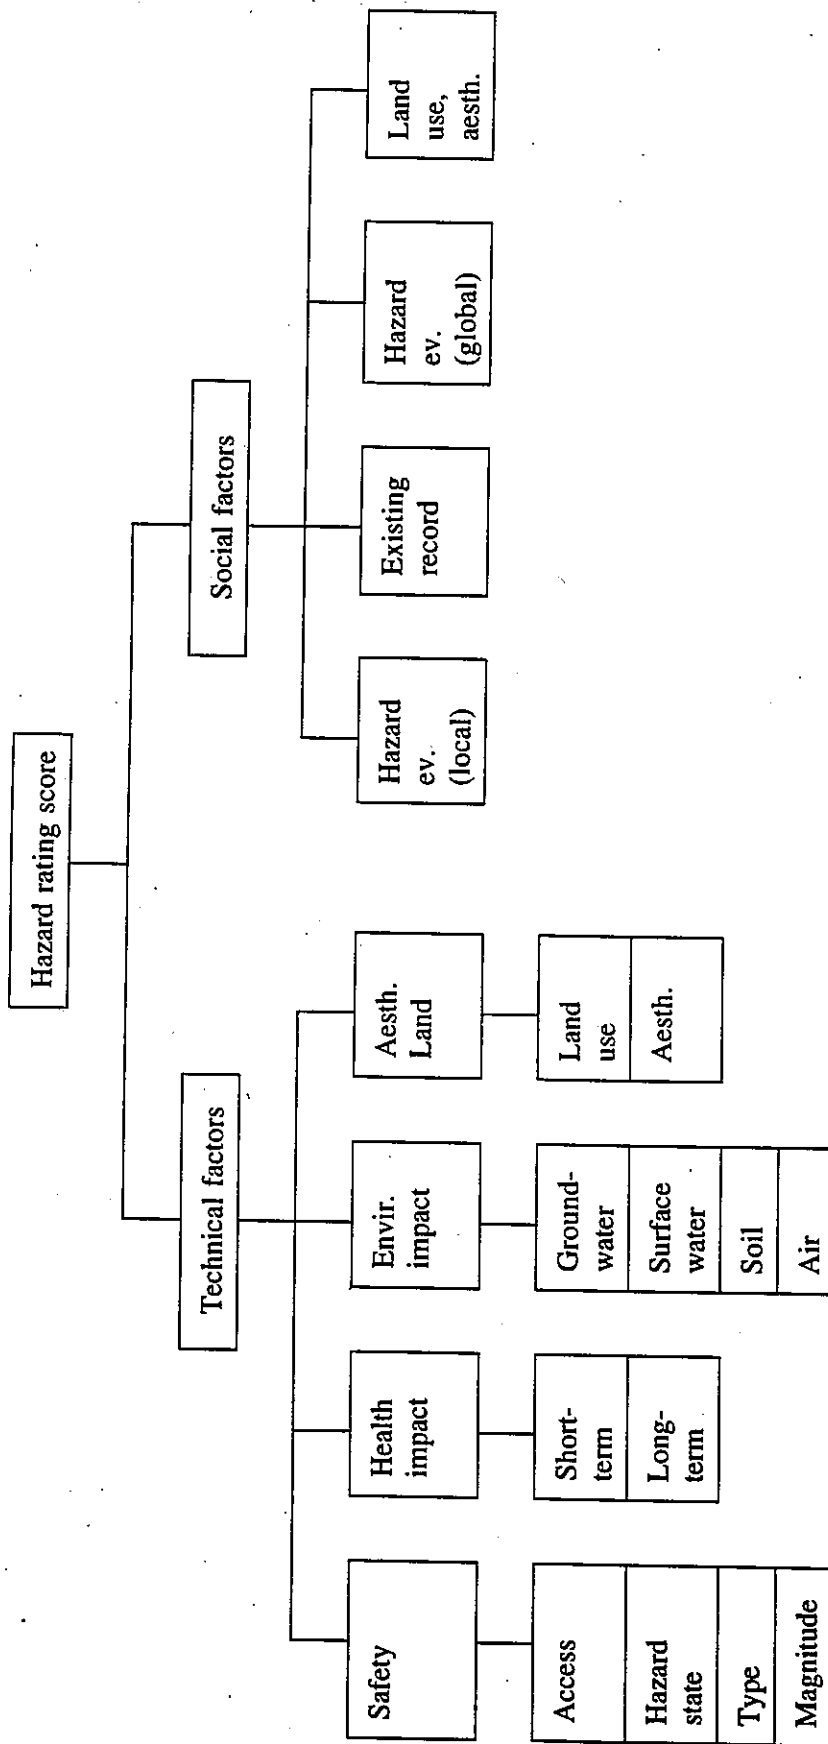 Hazard rating score
Technical factors
Social factors
Safety
Health
impact
Envir.
impact
Aesth.
Land
Hazard
ev.
(local)
Existing
record
Hazard
ev.
(global)
Land
use,
aesth.
Access
Hazard
state
Type
Magnitude
Short-
term
Long-
term
Ground-
water
Surface
water
Soil
Air
Land
use
Aesth.